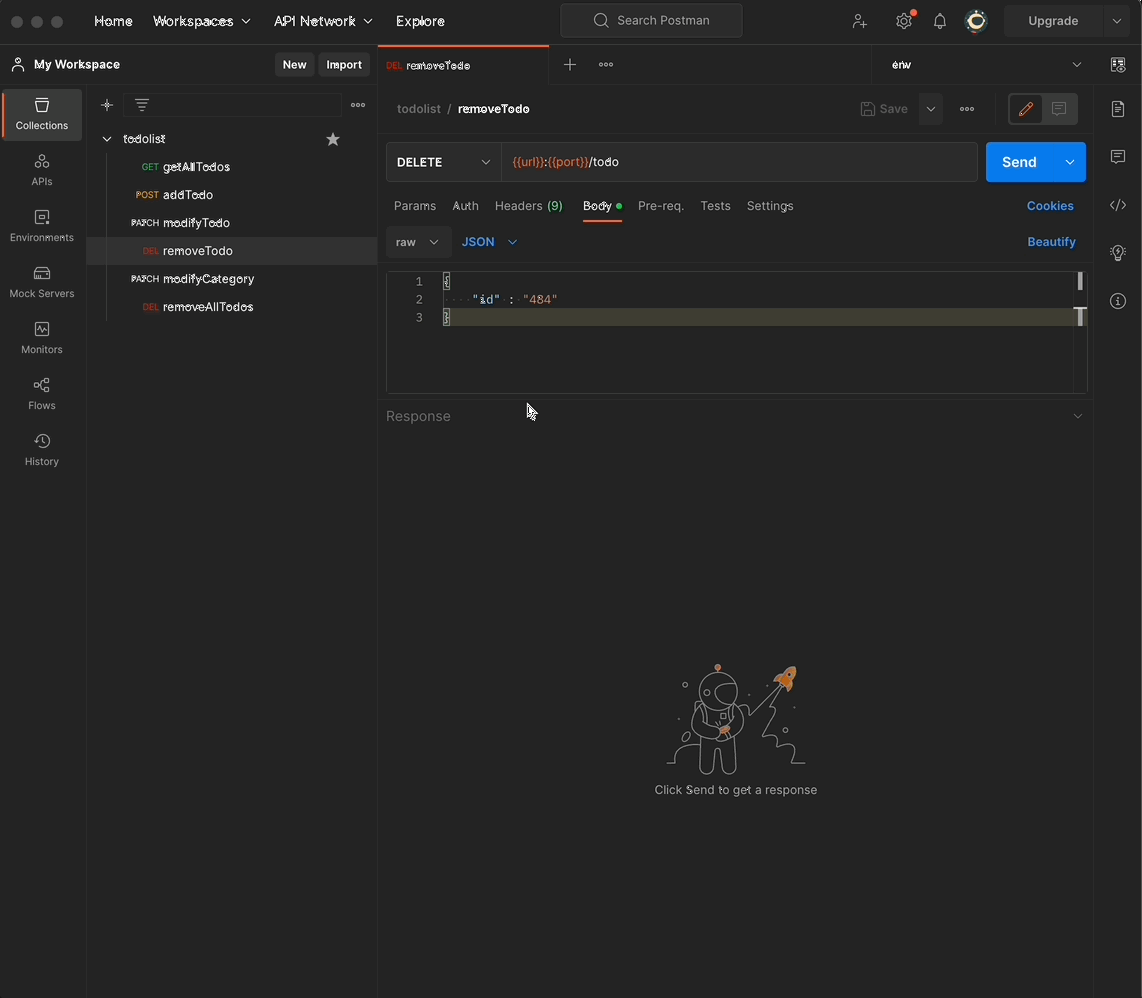 Home Workspaces API Network Explore Search Postman Upgrade
My Workspace New Import DEL removeTodo env
Collections
APIs
Environments
Mock Servers
Monitors
Flows
History
todolist
GET getAllTodos
POST addTodo
PATCH modifyTodo
DEL removeTodo
PATCH modifyCategory
DEL removeAllTodos
todolist / removeTodo Save
DELETE {{url}}:{{port}}/todo Send
Params Auth Headers (9) Body Pre-req. Tests Settings Cookies
raw JSON Beautify
1 {
2 "id" : "484"
3 }
Response
Click Send to get a response